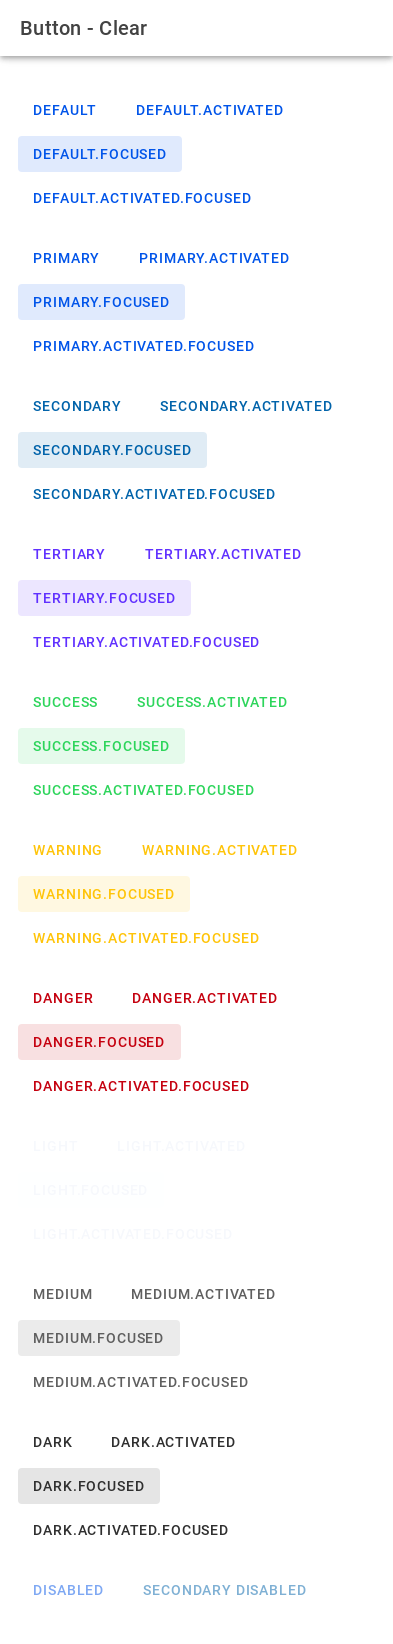 Button - Clear
DEFAULT DEFAULT.ACTIVATED
DEFAULT.FOCUSED
DEFAULT.ACTIVATED.FOCUSED
PRIMARY PRIMARY.ACTIVATED
PRIMARY.FOCUSED
PRIMARY.ACTIVATED.FOCUSED
SECONDARY SECONDARY.ACTIVATED
SECONDARY.FOCUSED
SECONDARY.ACTIVATED.FOCUSED
TERTIARY TERTIARY.ACTIVATED
TERTIARY.FOCUSED
TERTIARY.ACTIVATED.FOCUSED
SUCCESS SUCCESS.ACTIVATED
SUCCESS.FOCUSED
SUCCESS.ACTIVATED.FOCUSED
WARNING WARNING.ACTIVATED
WARNING.FOCUSED
WARNING.ACTIVATED.FOCUSED
DANGER DANGER.ACTIVATED
DANGER.FOCUSED
DANGER.ACTIVATED.FOCUSED
LIGHT LIGHT.ACTIVATED
LIGHT.FOCUSED
LIGHT.ACTIVATED.FOCUSED
MEDIUM MEDIUM.ACTIVATED
MEDIUM.FOCUSED
MEDIUM.ACTIVATED.FOCUSED
DARK DARK.ACTIVATED
DARK.FOCUSED
DARK.ACTIVATED.FOCUSED
DISABLED SECONDARY DISABLED